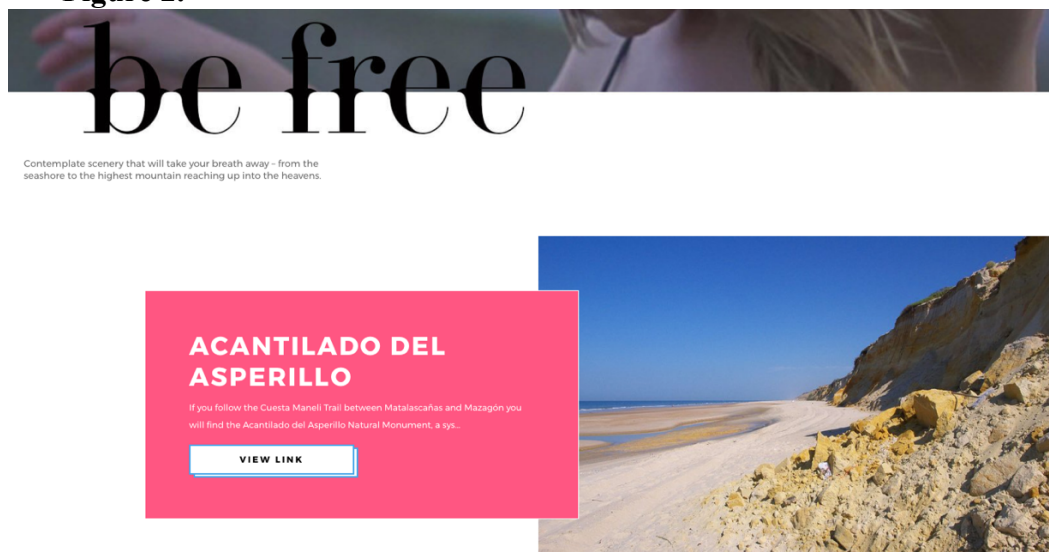 be free
Contemplate scenery that will take your breath away – from the
seashore to the highest mountain reaching up into the heavens.
ACANTILADO DEL
ASPERILLO
If you follow the Cuesta Maneli Trail between Matalascañas and Mazagón you
will find the Acantilado del Asperillo Natural Monument, a sys...
VIEW LINK